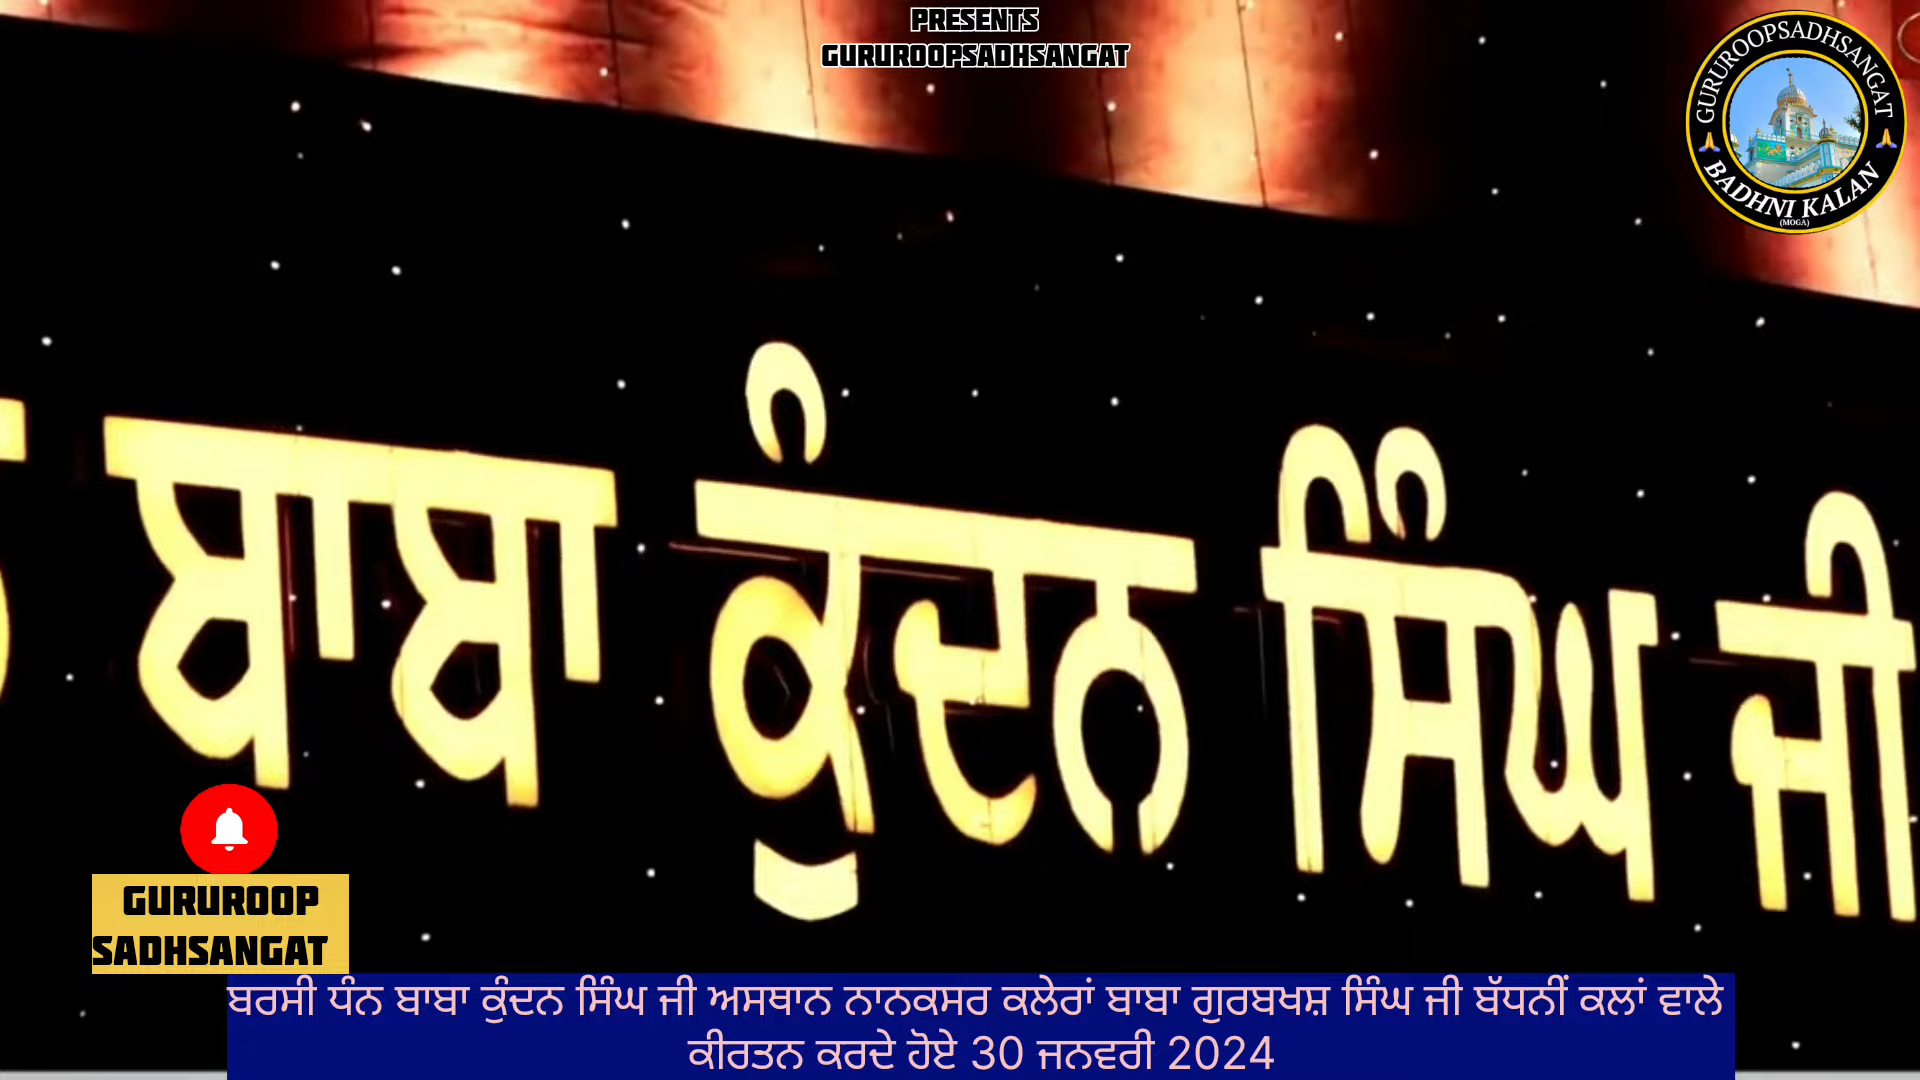 PRESENTS
GURUROOPSADHSANGAT
GURUROOPSADHSANGAT
BADHNI KALAN
(MOGA)
ਬਾਬਾ ਕੁੰਦਨ ਸਿੰਘ ਜੀ
GURUROOP
SADHSANGAT
ਬਰਸੀ ਧੰਨ ਬਾਬਾ ਕੁੰਦਨ ਸਿੰਘ ਜੀ ਅਸਥਾਨ ਨਾਨਕਸਰ ਕਲੇਰਾਂ ਬਾਬਾ ਗੁਰਬਖਸ਼ ਸਿੰਘ ਜੀ ਬੱਧਨੀਂ ਕਲਾਂ ਵਾਲੇ
ਕੀਰਤਨ ਕਰਦੇ ਹੋਏ 30 ਜਨਵਰੀ 2024